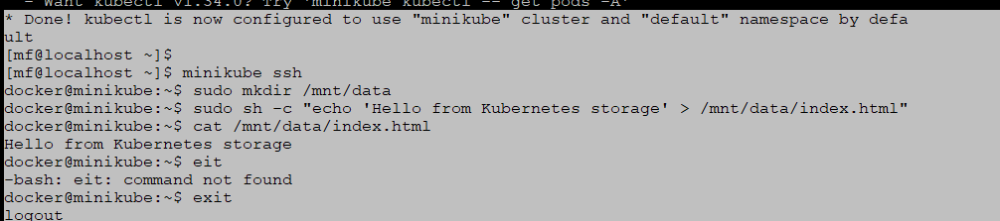 - Want kubectl v1.34.0? Try 'minikube kubectl -- get pods -A'
* Done! kubectl is now configured to use "minikube" cluster and "default" namespace by defa
ult
[mf@localhost ~]$
[mf@localhost ~]$ minikube ssh
docker@minikube:~$ sudo mkdir /mnt/data
docker@minikube:~$ sudo sh -c "echo 'Hello from Kubernetes storage' > /mnt/data/index.html"
docker@minikube:~$ cat /mnt/data/index.html
Hello from Kubernetes storage
docker@minikube:~$ eit
-bash: eit: command not found
docker@minikube:~$ exit
logout